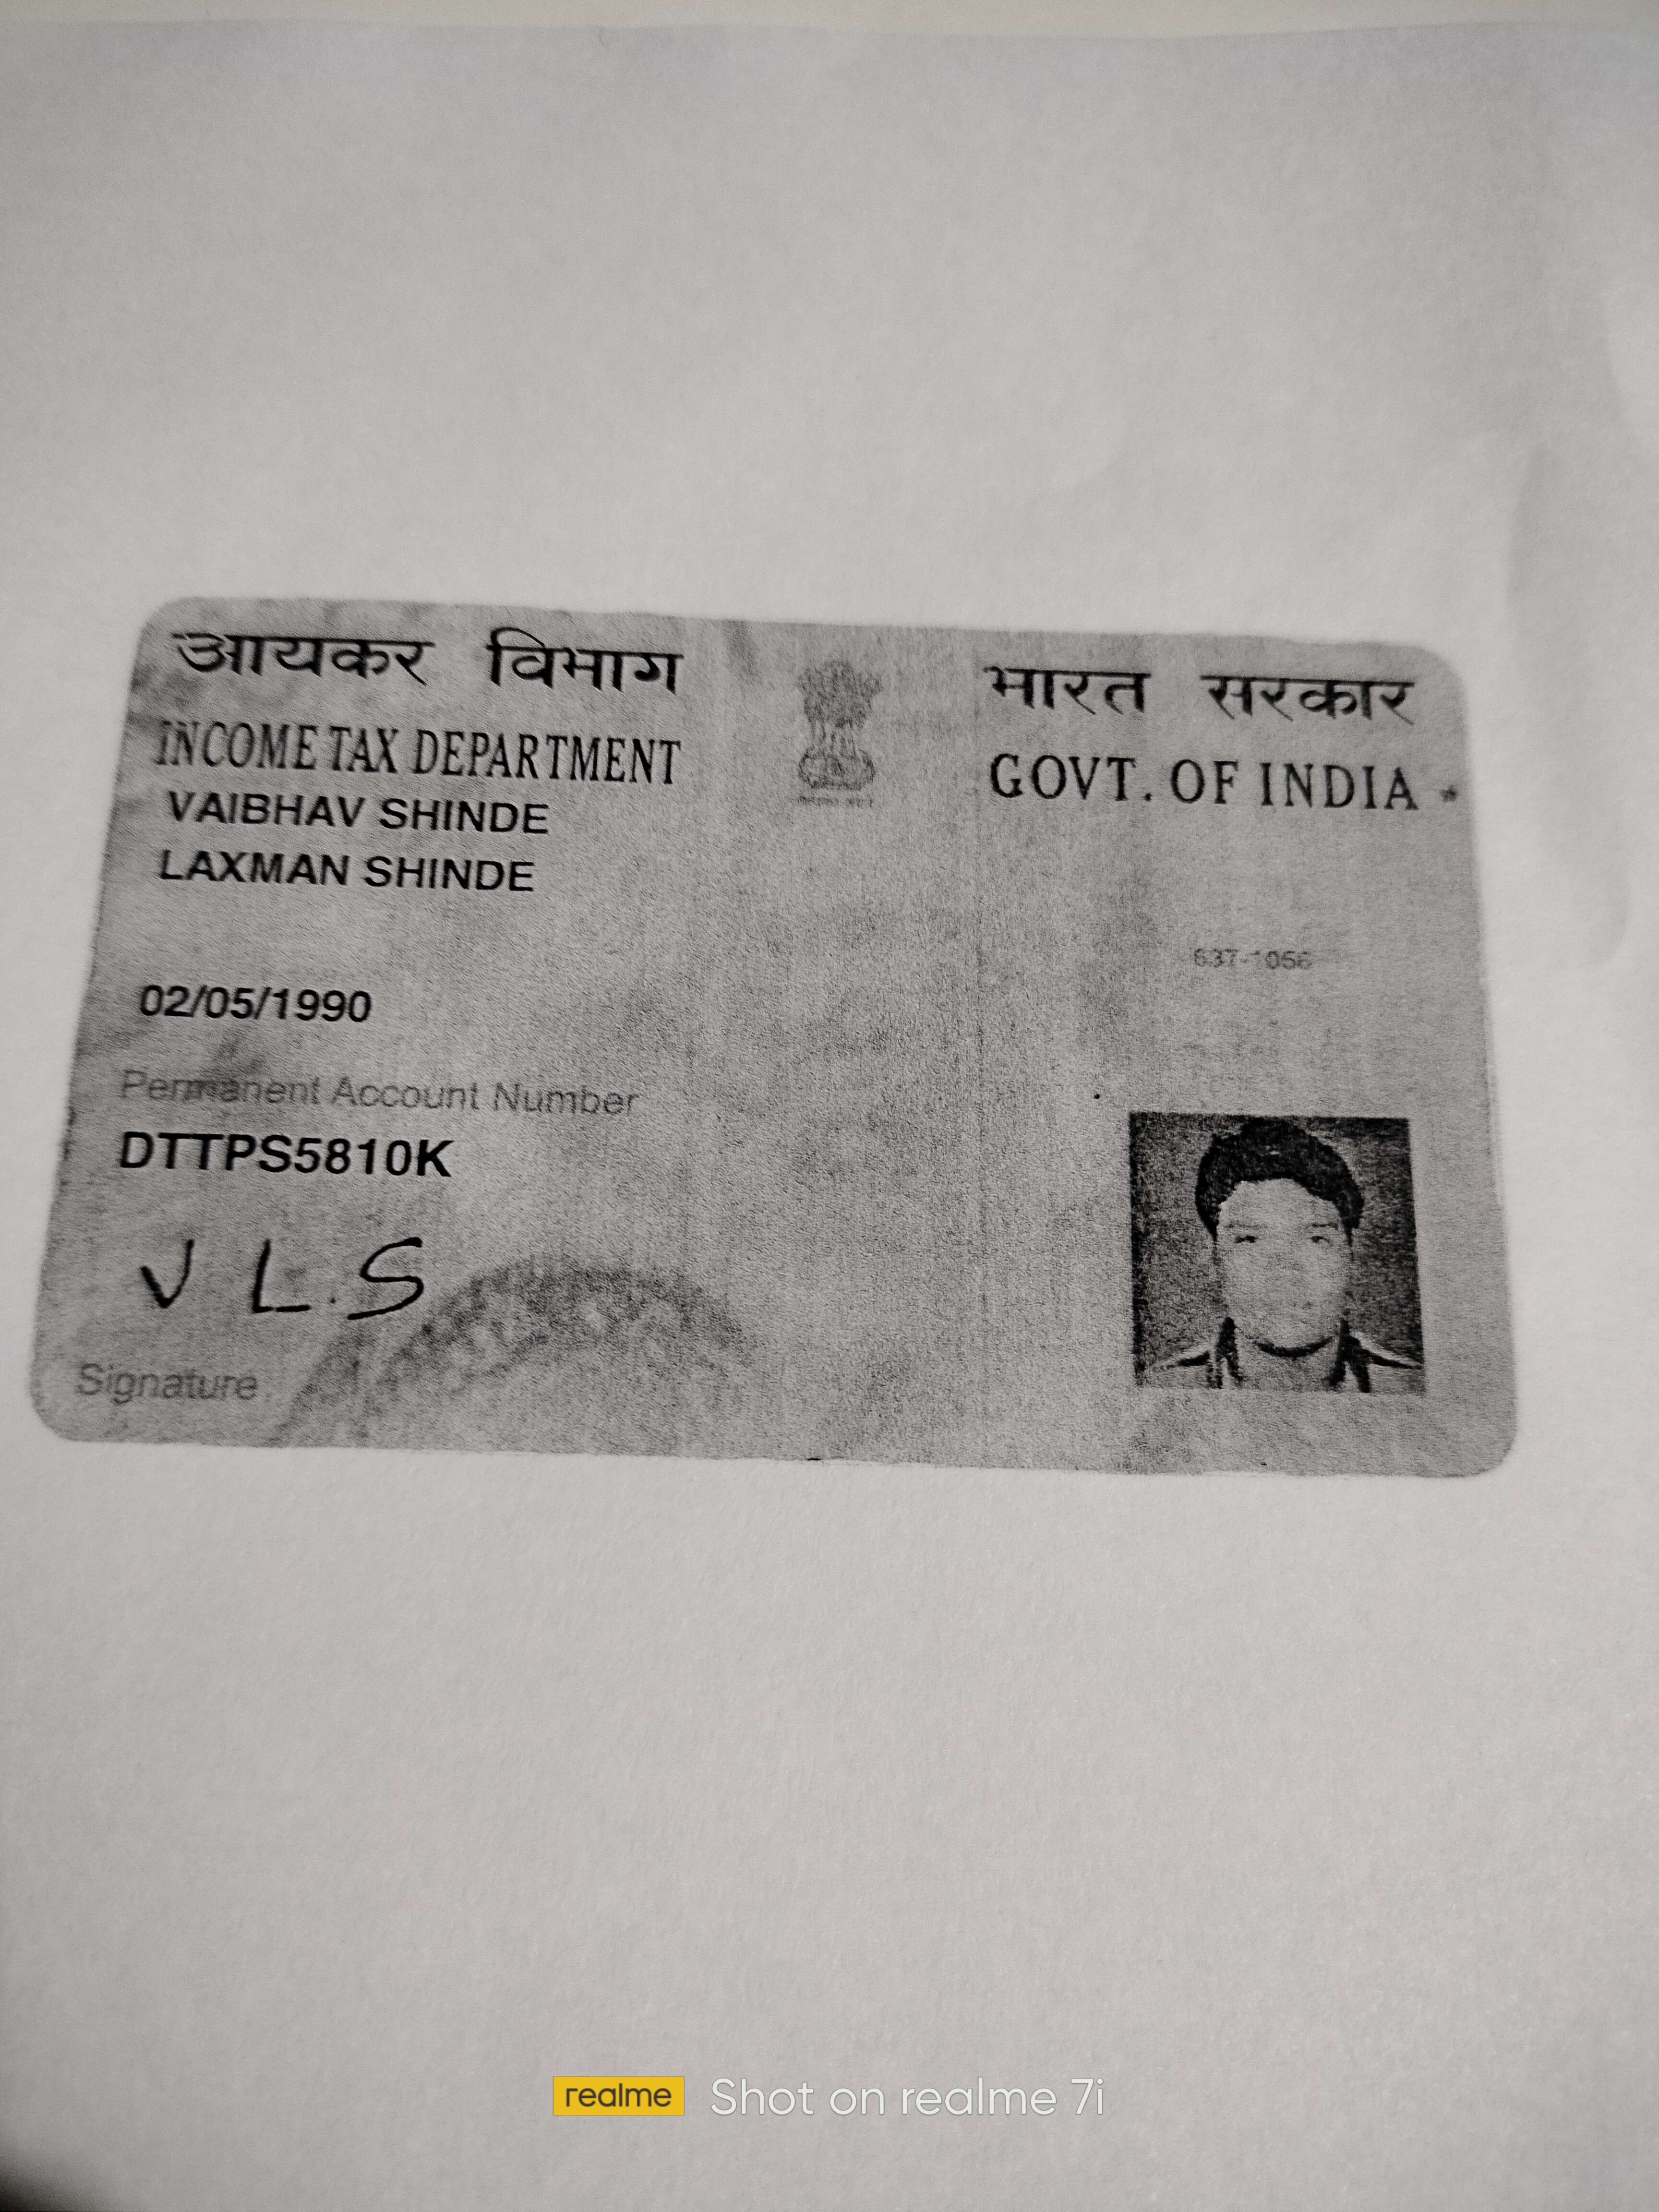 आयकर विभाग
भारत सरकार
INCOME TAX DEPARTMENT
GOVT. OF INDIA
VAIBHAV SHINDE
LAXMAN SHINDE
637-1056
02/05/1990
Permanent Account Number
DTTPS5810K
V L.S
Signature
realme Shot on realme 7i